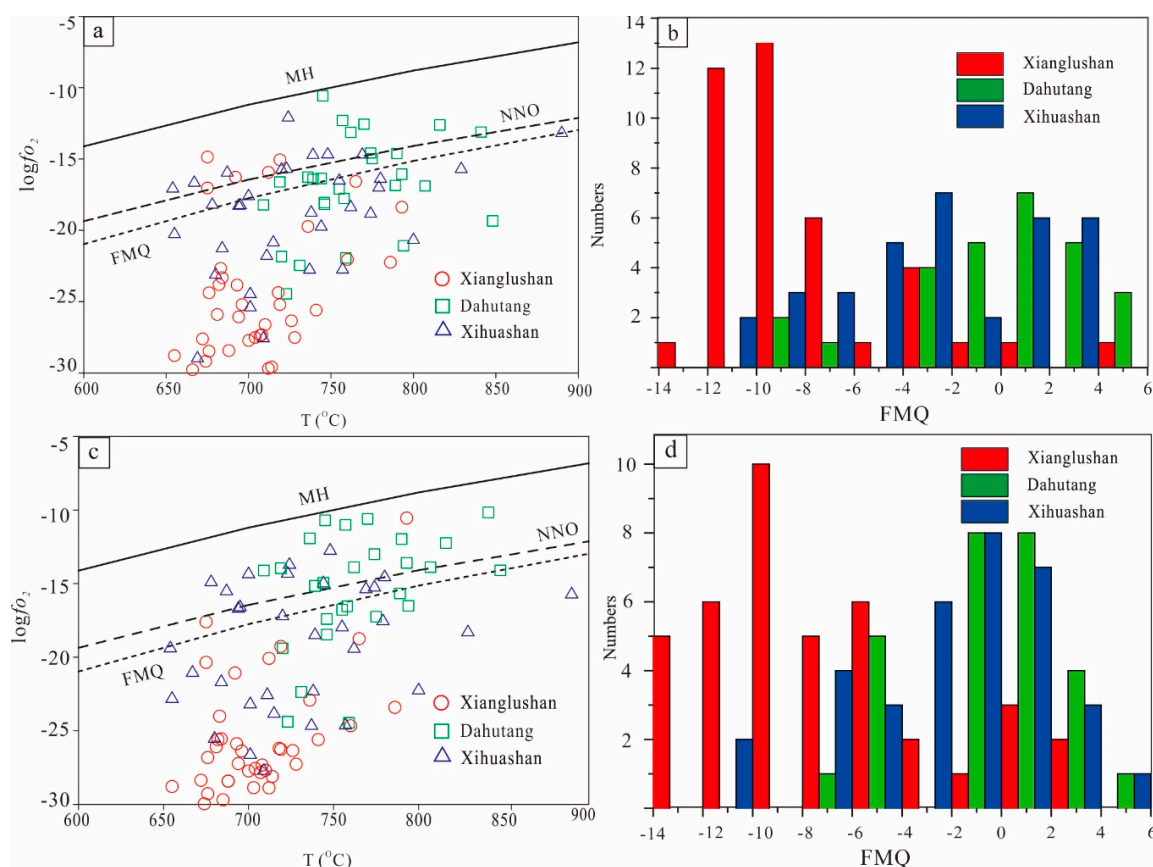 a
-5
-10
-15
-20
-25
-30
logfo₂
MH
NNO
FMQ
Xianglushan
Dahutang
Xihuashan
600
650
700
750
800
850
900
T (°C)
b
14
12
10
8
6
4
2
Numbers
Xianglushan
Dahutang
Xihuashan
-14
-12
-10
-8
-6
-4
-2
0
2
4
6
FMQ
c
-5
-10
-15
-20
-25
-30
logfo₂
MH
NNO
FMQ
Xianglushan
Dahutang
Xihuashan
600
650
700
750
800
850
900
T (°C)
d
10
8
6
4
2
Numbers
Xianglushan
Dahutang
Xihuashan
-14
-12
-10
-8
-6
-4
-2
0
2
4
6
FMQ